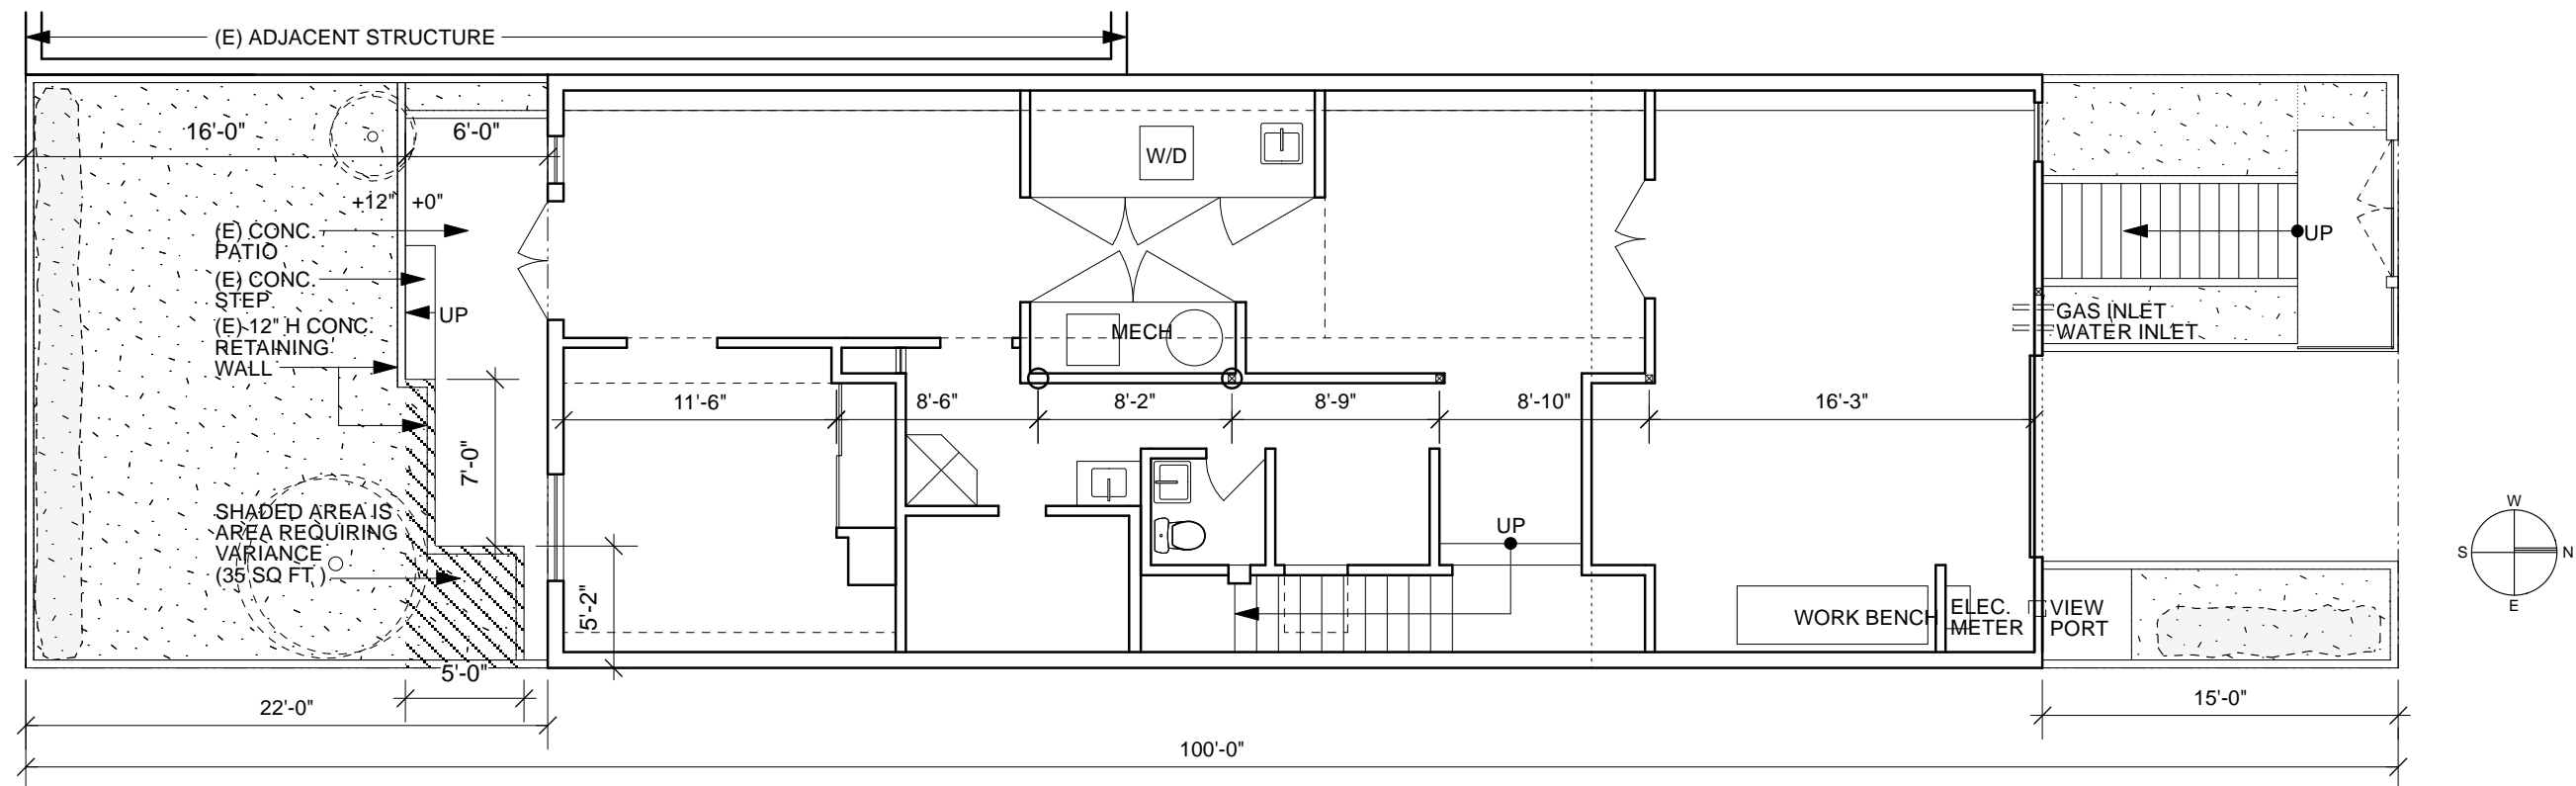 (E) ADJACENT STRUCTURE
16'-0"
6'-0"
+12"
+0"
(E) CONC.
PATIO
(E) CONC.
STEP
UP
(E) 12" H CONC.
RETAINING
WALL
7'-0"
SHADED AREA IS
AREA REQUIRING
VARIANCE
(35 SQ FT )
5'-2"
5'-0"
22'-0"
W/D
MECH
11'-6"
8'-6"
8'-2"
8'-9"
8'-10"
16'-3"
UP
WORK BENCH
ELEC.
METER
VIEW
PORT
UP
GAS INLET
WATER INLET
15'-0"
100'-0"
W
S
N
E